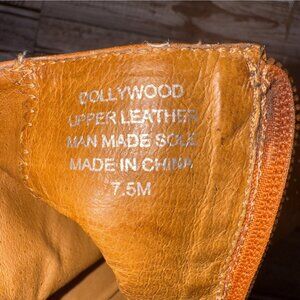 DOLLYWOOD
UPPER LEATHER
MAN MADE SOLE
MADE IN CHINA
7.5M